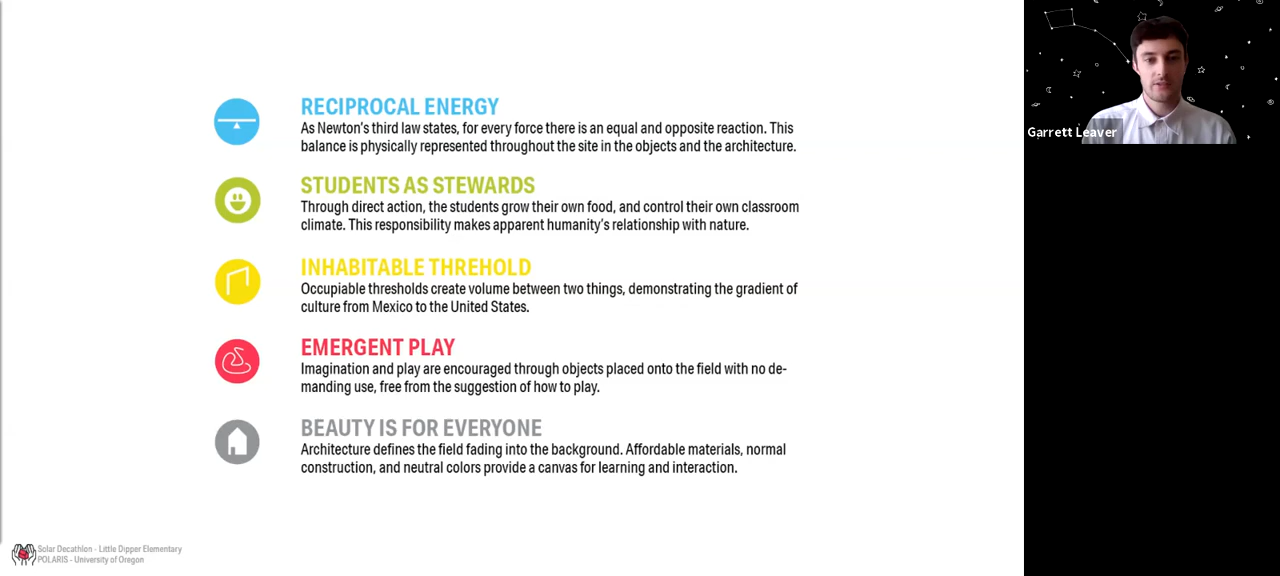 RECIPROCAL ENERGY
As Newton's third law states, for every force there is an equal and opposite reaction. This
balance is physically represented throughout the site in the objects and the architecture.
STUDENTS AS STEWARDS
Through direct action, the students grow their own food, and control their own classroom
climate. This responsibility makes apparent humanity's relationship with nature.
INHABITABLE THREHOLD
Occupiable thresholds create volume between two things, demonstrating the gradient of
culture from Mexico to the United States.
EMERGENT PLAY
Imagination and play are encouraged through objects placed onto the field with no de-
manding use, free from the suggestion of how to play.
BEAUTY IS FOR EVERYONE
Architecture defines the field fading into the background. Affordable materials, normal
construction, and neutral colors provide a canvas for learning and interaction.
Solar Decathlon - Little Dipper Elementary
POLARIS - University of Oregon
Garrett Leaver